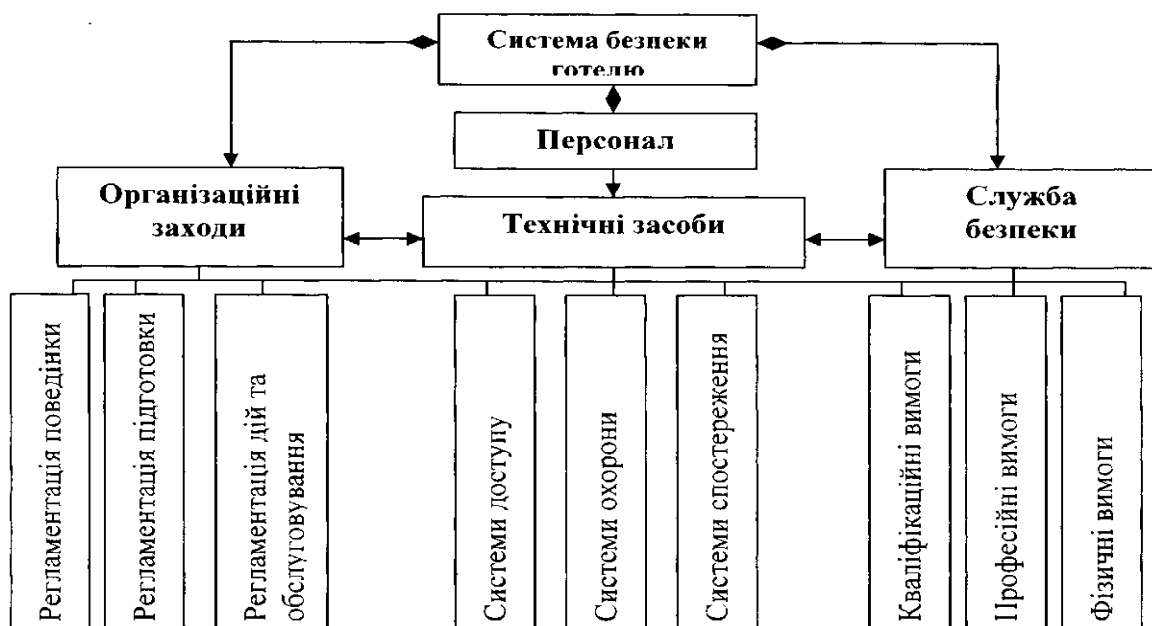 Система безпеки
готелю
Персонал
Організаційні
заходи
Технічні засоби
Служба
безпеки
Регламентація поведінки
Регламентація підготовки
Регламентація дій та
обслуговування
Системи доступу
Системи охорони
Системи спостереження
Кваліфікаційні вимоги
Професійні вимоги
Фізичні вимоги